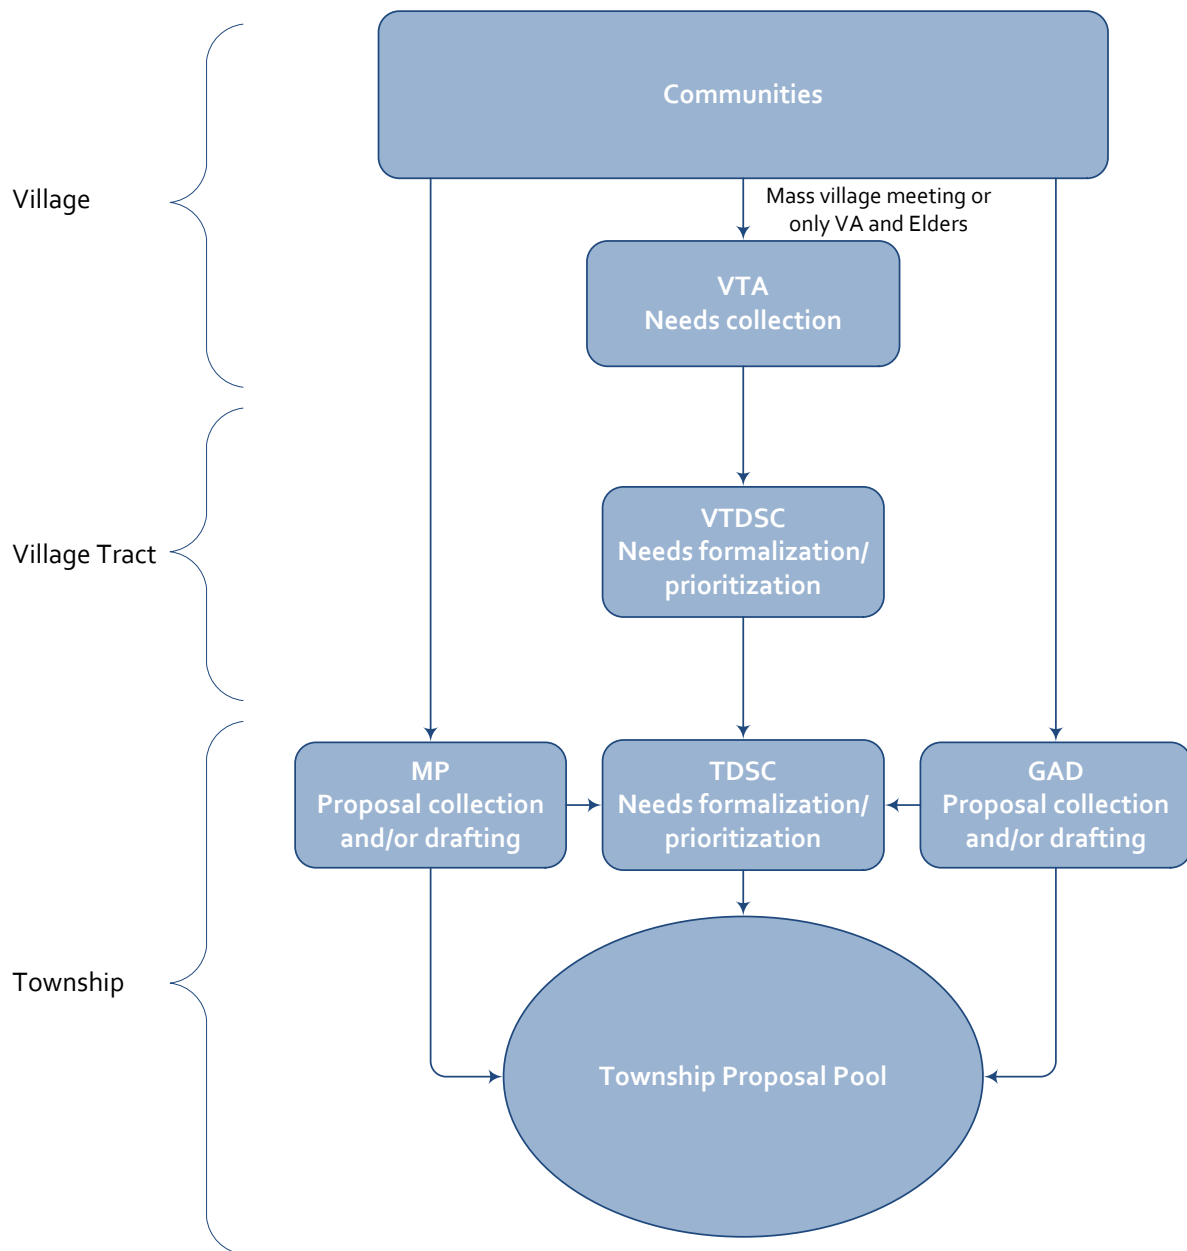 Communities
Village
Mass village meeting or
only VA and Elders
VTA
Needs collection
VTDSC
Needs formalization/
prioritization
Village Tract
MP
Proposal collection
and/or drafting
TDSC
Needs formalization/
prioritization
GAD
Proposal collection
and/or drafting
Township
Township Proposal Pool